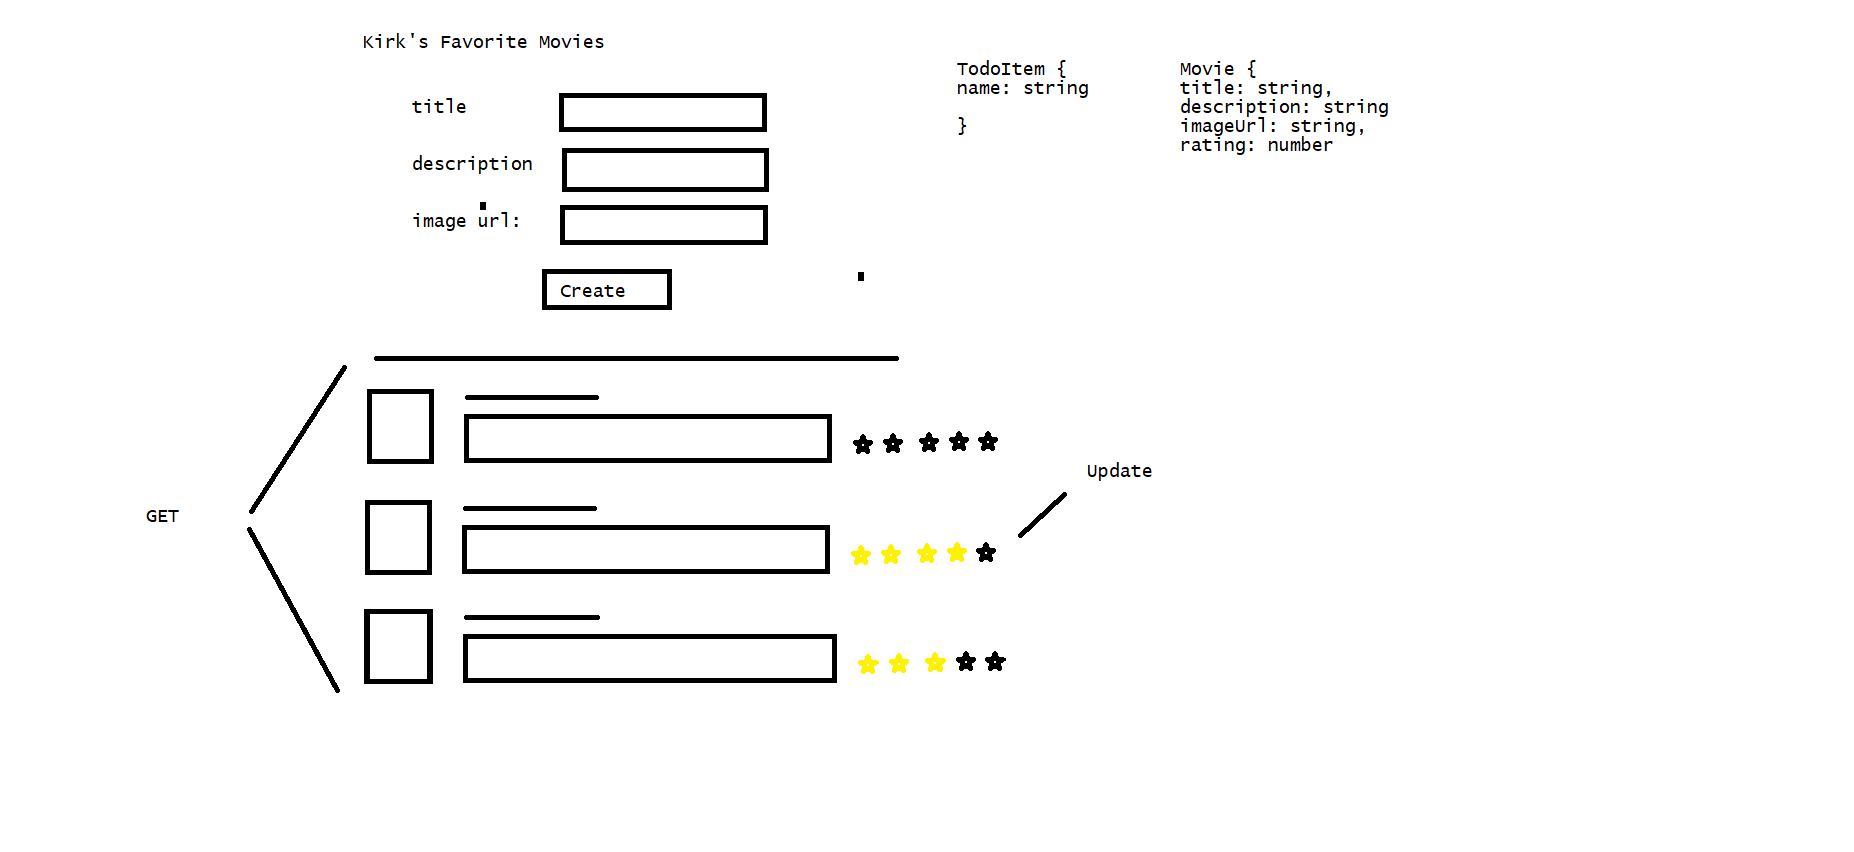 Kirk's Favorite Movies
title
description
image url:
Create
TodoItem {
name: string
}
Movie {
title: string,
description: string
imageUrl: string,
rating: number
GET
Update